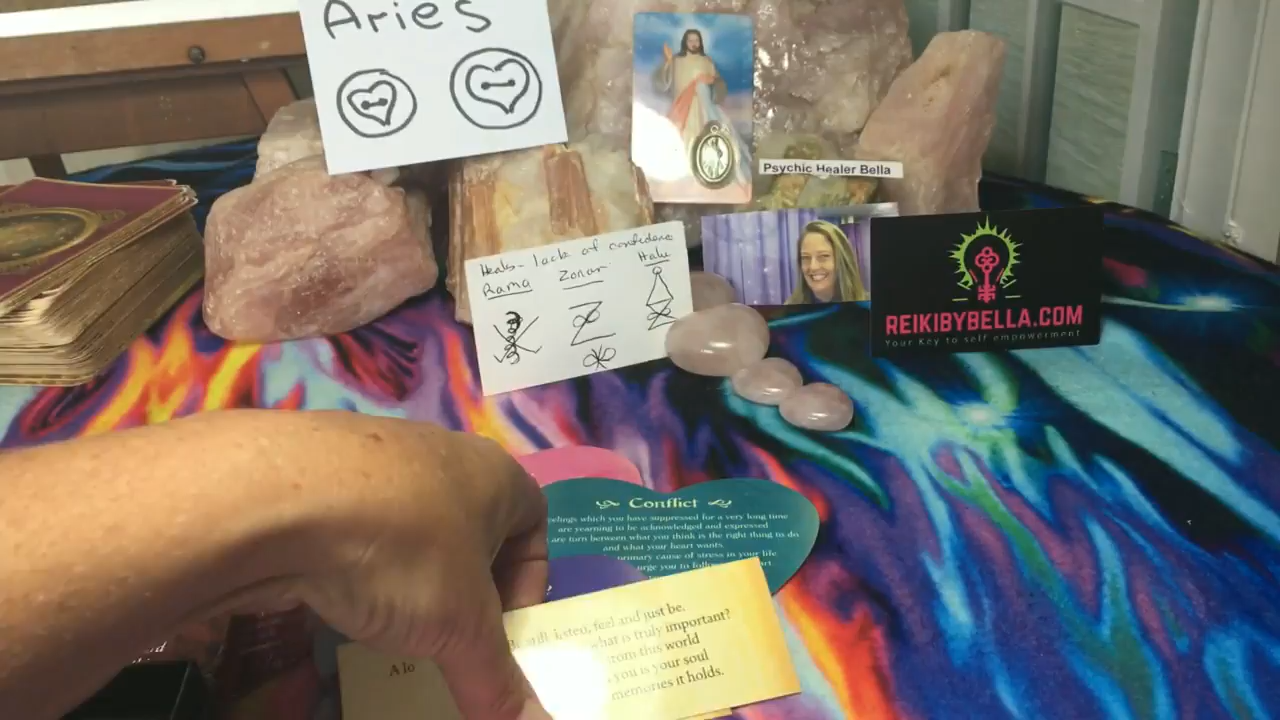 Aries
Psychic Healer Bella
Heals- lack of confidence
Rama Zonar Halu
REIKIBYBELLA.COM
Your Key to self empowerment
Conflict
eelings which you have suppressed for a very long time
are yearning to be acknowledged and expressed
are torn between what you think is the right thing to do
and what your heart wants.
primary cause of stress in your life
urge you to follow
still, listen, feel and just be.
what is truly important?
from this world
you is your soul
memories it holds.
A lo